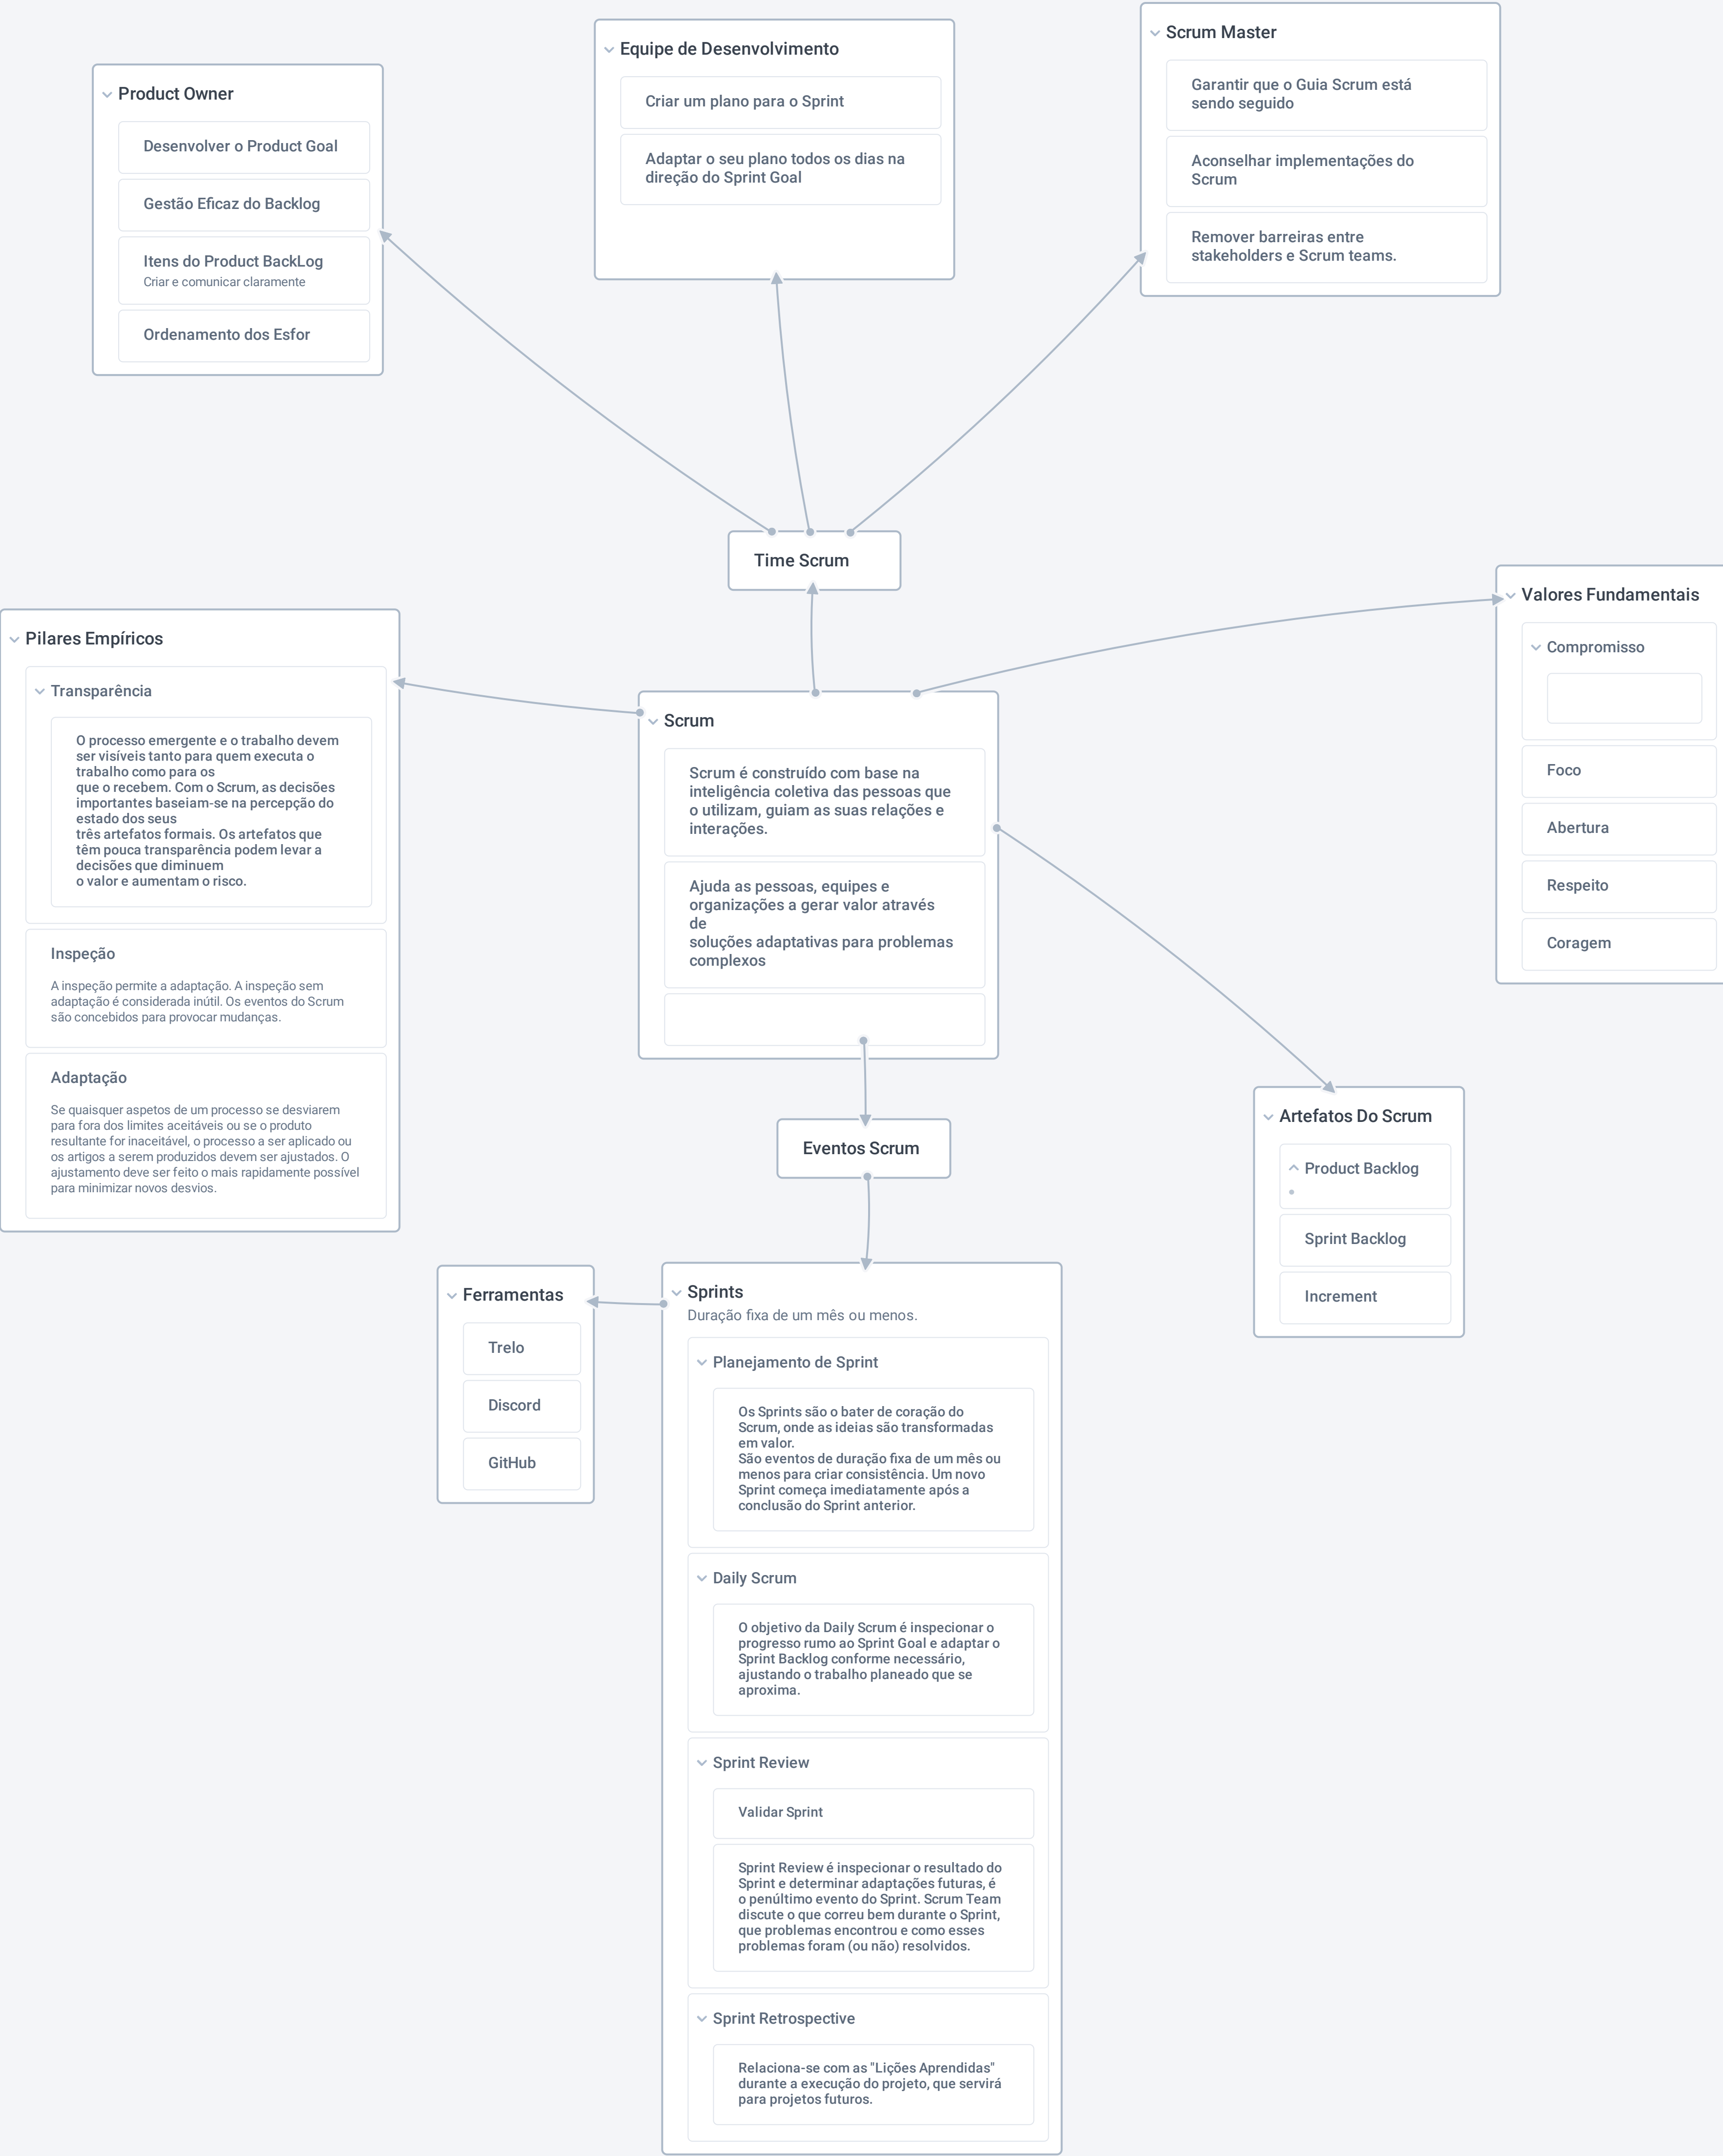 Product Owner
Desenvolver o Product Goal
Gestão Eficaz do Backlog
Itens do Product BackLog
Criar e comunicar claramente
Ordenamento dos Esfor
Equipe de Desenvolvimento
Criar um plano para o Sprint
Adaptar o seu plano todos os dias na
direção do Sprint Goal
Scrum Master
Garantir que o Guia Scrum está
sendo seguido
Aconselhar implementações do
Scrum
Remover barreiras entre
stakeholders e Scrum teams.
Time Scrum
Pilares Empíricos
Transparência
O processo emergente e o trabalho devem
ser visíveis tanto para quem executa o
trabalho como para os
que o recebem. Com o Scrum, as decisões
importantes baseiam-se na percepção do
estado dos seus
três artefatos formais. Os artefatos que
têm pouca transparência podem levar a
decisões que diminuem
o valor e aumentam o risco.
Inspeção
A inspeção permite a adaptação. A inspeção sem
adaptação é considerada inútil. Os eventos do Scrum
são concebidos para provocar mudanças.
Adaptação
Se quaisquer aspetos de um processo se desviarem
para fora dos limites aceitáveis ou se o produto
resultante for inaceitável, o processo a ser aplicado ou
os artigos a serem produzidos devem ser ajustados. O
ajustamento deve ser feito o mais rapidamente possível
para minimizar novos desvios.
Scrum
Scrum é construído com base na
inteligência coletiva das pessoas que
o utilizam, guiam as suas relações e
interações.
Ajuda as pessoas, equipes e
organizações a gerar valor através
de
soluções adaptativas para problemas
complexos
Valores Fundamentais
Compromisso
Foco
Abertura
Respeito
Coragem
Eventos Scrum
Artefatos Do Scrum
Product Backlog
Sprint Backlog
Increment
Ferramentas
Trelo
Discord
GitHub
Sprints
Duração fixa de um mês ou menos.
Planejamento de Sprint
Os Sprints são o bater de coração do
Scrum, onde as ideias são transformadas
em valor.
São eventos de duração fixa de um mês ou
menos para criar consistência. Um novo
Sprint começa imediatamente após a
conclusão do Sprint anterior.
Daily Scrum
O objetivo da Daily Scrum é inspecionar o
progresso rumo ao Sprint Goal e adaptar o
Sprint Backlog conforme necessário,
ajustando o trabalho planeado que se
aproxima.
Sprint Review
Validar Sprint
Sprint Review é inspecionar o resultado do
Sprint e determinar adaptações futuras, é
o penúltimo evento do Sprint. Scrum Team
discute o que correu bem durante o Sprint,
que problemas encontrou e como esses
problemas foram (ou não) resolvidos.
Sprint Retrospective
Relaciona-se com as "Lições Aprendidas"
durante a execução do projeto, que servirá
para projetos futuros.